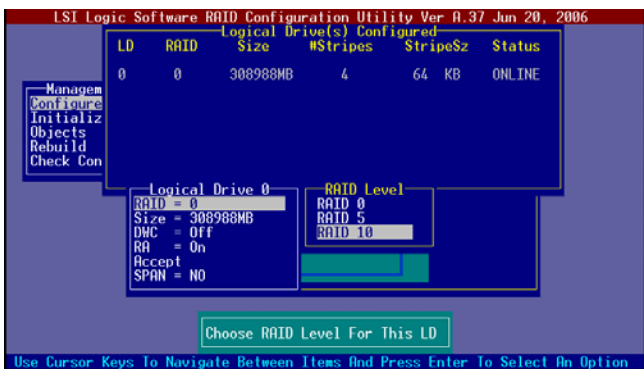 LSI Logic Software RAID Configuration Utility Ver A.37 Jun 20, 2006
Logical Drive(s) Configured
LD RAID Size #Stripes StripeSz Status
0 0 308988MB 4 64 KB ONLINE
Managem
Configure
Initializ
Objects
Rebuild
Check Con
Logical Drive 0
RAID = 0
Size = 308988MB
DWC = Off
RA = On
Accept
SPAN = NO
RAID Level
RAID 0
RAID 5
RAID 10
Choose RAID Level For This LD
Use Cursor Keys To Navigate Between Items And Press Enter To Select An Option